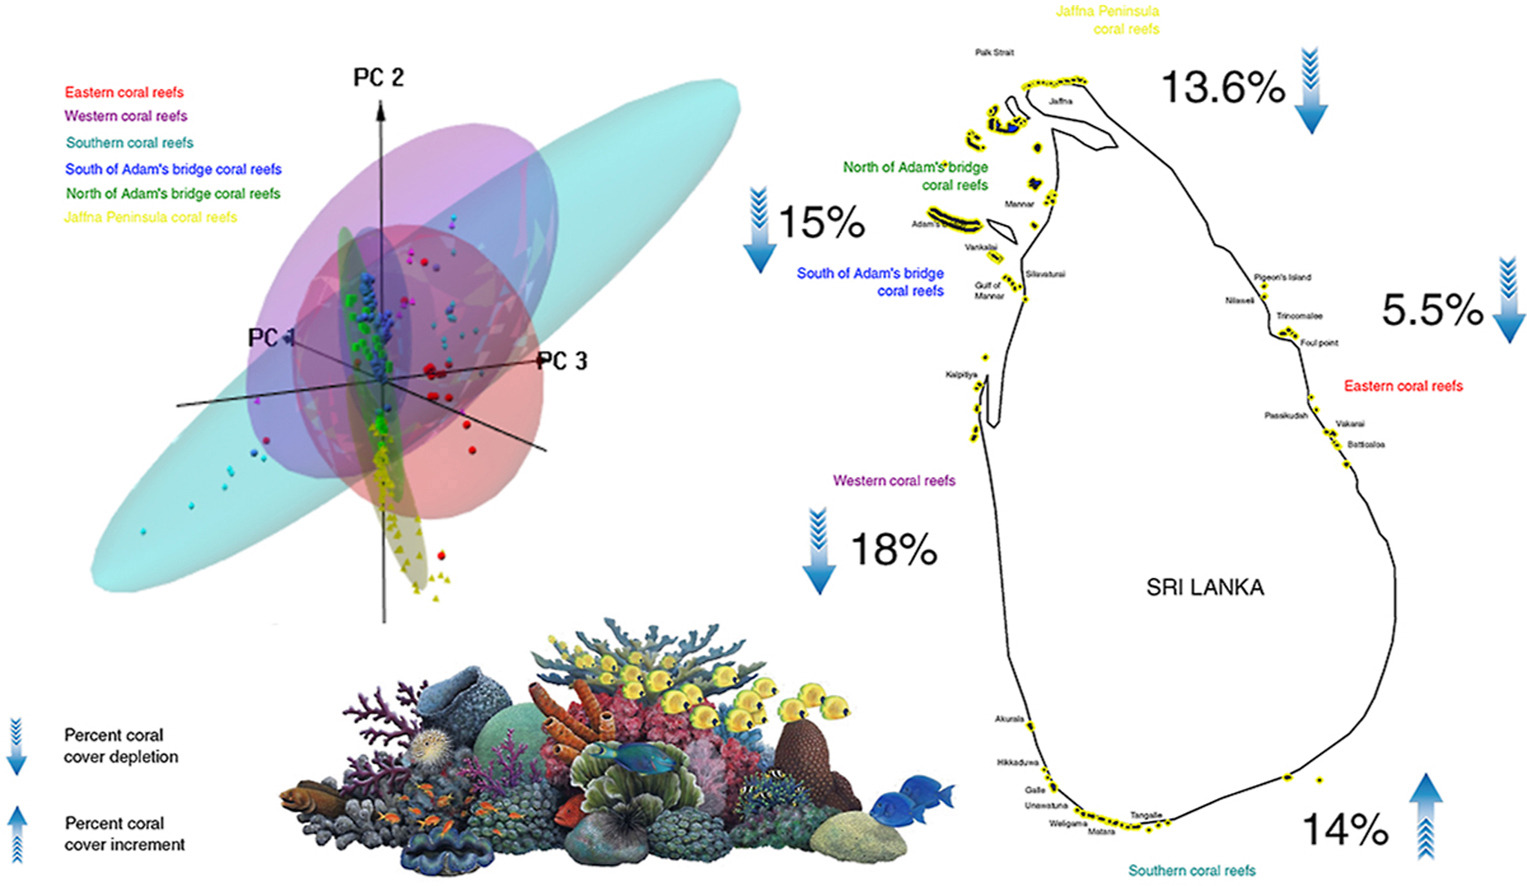 PC 2
Eastern coral reefs
Western coral reefs
Southern coral reefs
South of Adam's bridge coral reefs
North of Adam's bridge coral reefs
Jaffna Peninsula coral reefs
PC 1
PC 3
Percent coral
cover depletion
Percent coral
cover increment
Jaffna Peninsula
coral reefs
Palk Strait
13.6%
Jaffna
North of Adam's bridge
coral reefs
Mannar
15%
Adam's
Vankalai
South of Adam's bridge
coral reefs
Silavaturai
Gulf of
Mannar
Pigeon's Island
Nilaveli
Trincomalee
Foul point
5.5%
Eastern coral reefs
Kalpitiya
Passikudah
Vakarai
Batticaloa
Western coral reefs
18%
SRI LANKA
Akurala
Hikkaduwa
Galle
Unawatuna
Weligama
Matara
Tangalle
14%
Southern coral reefs